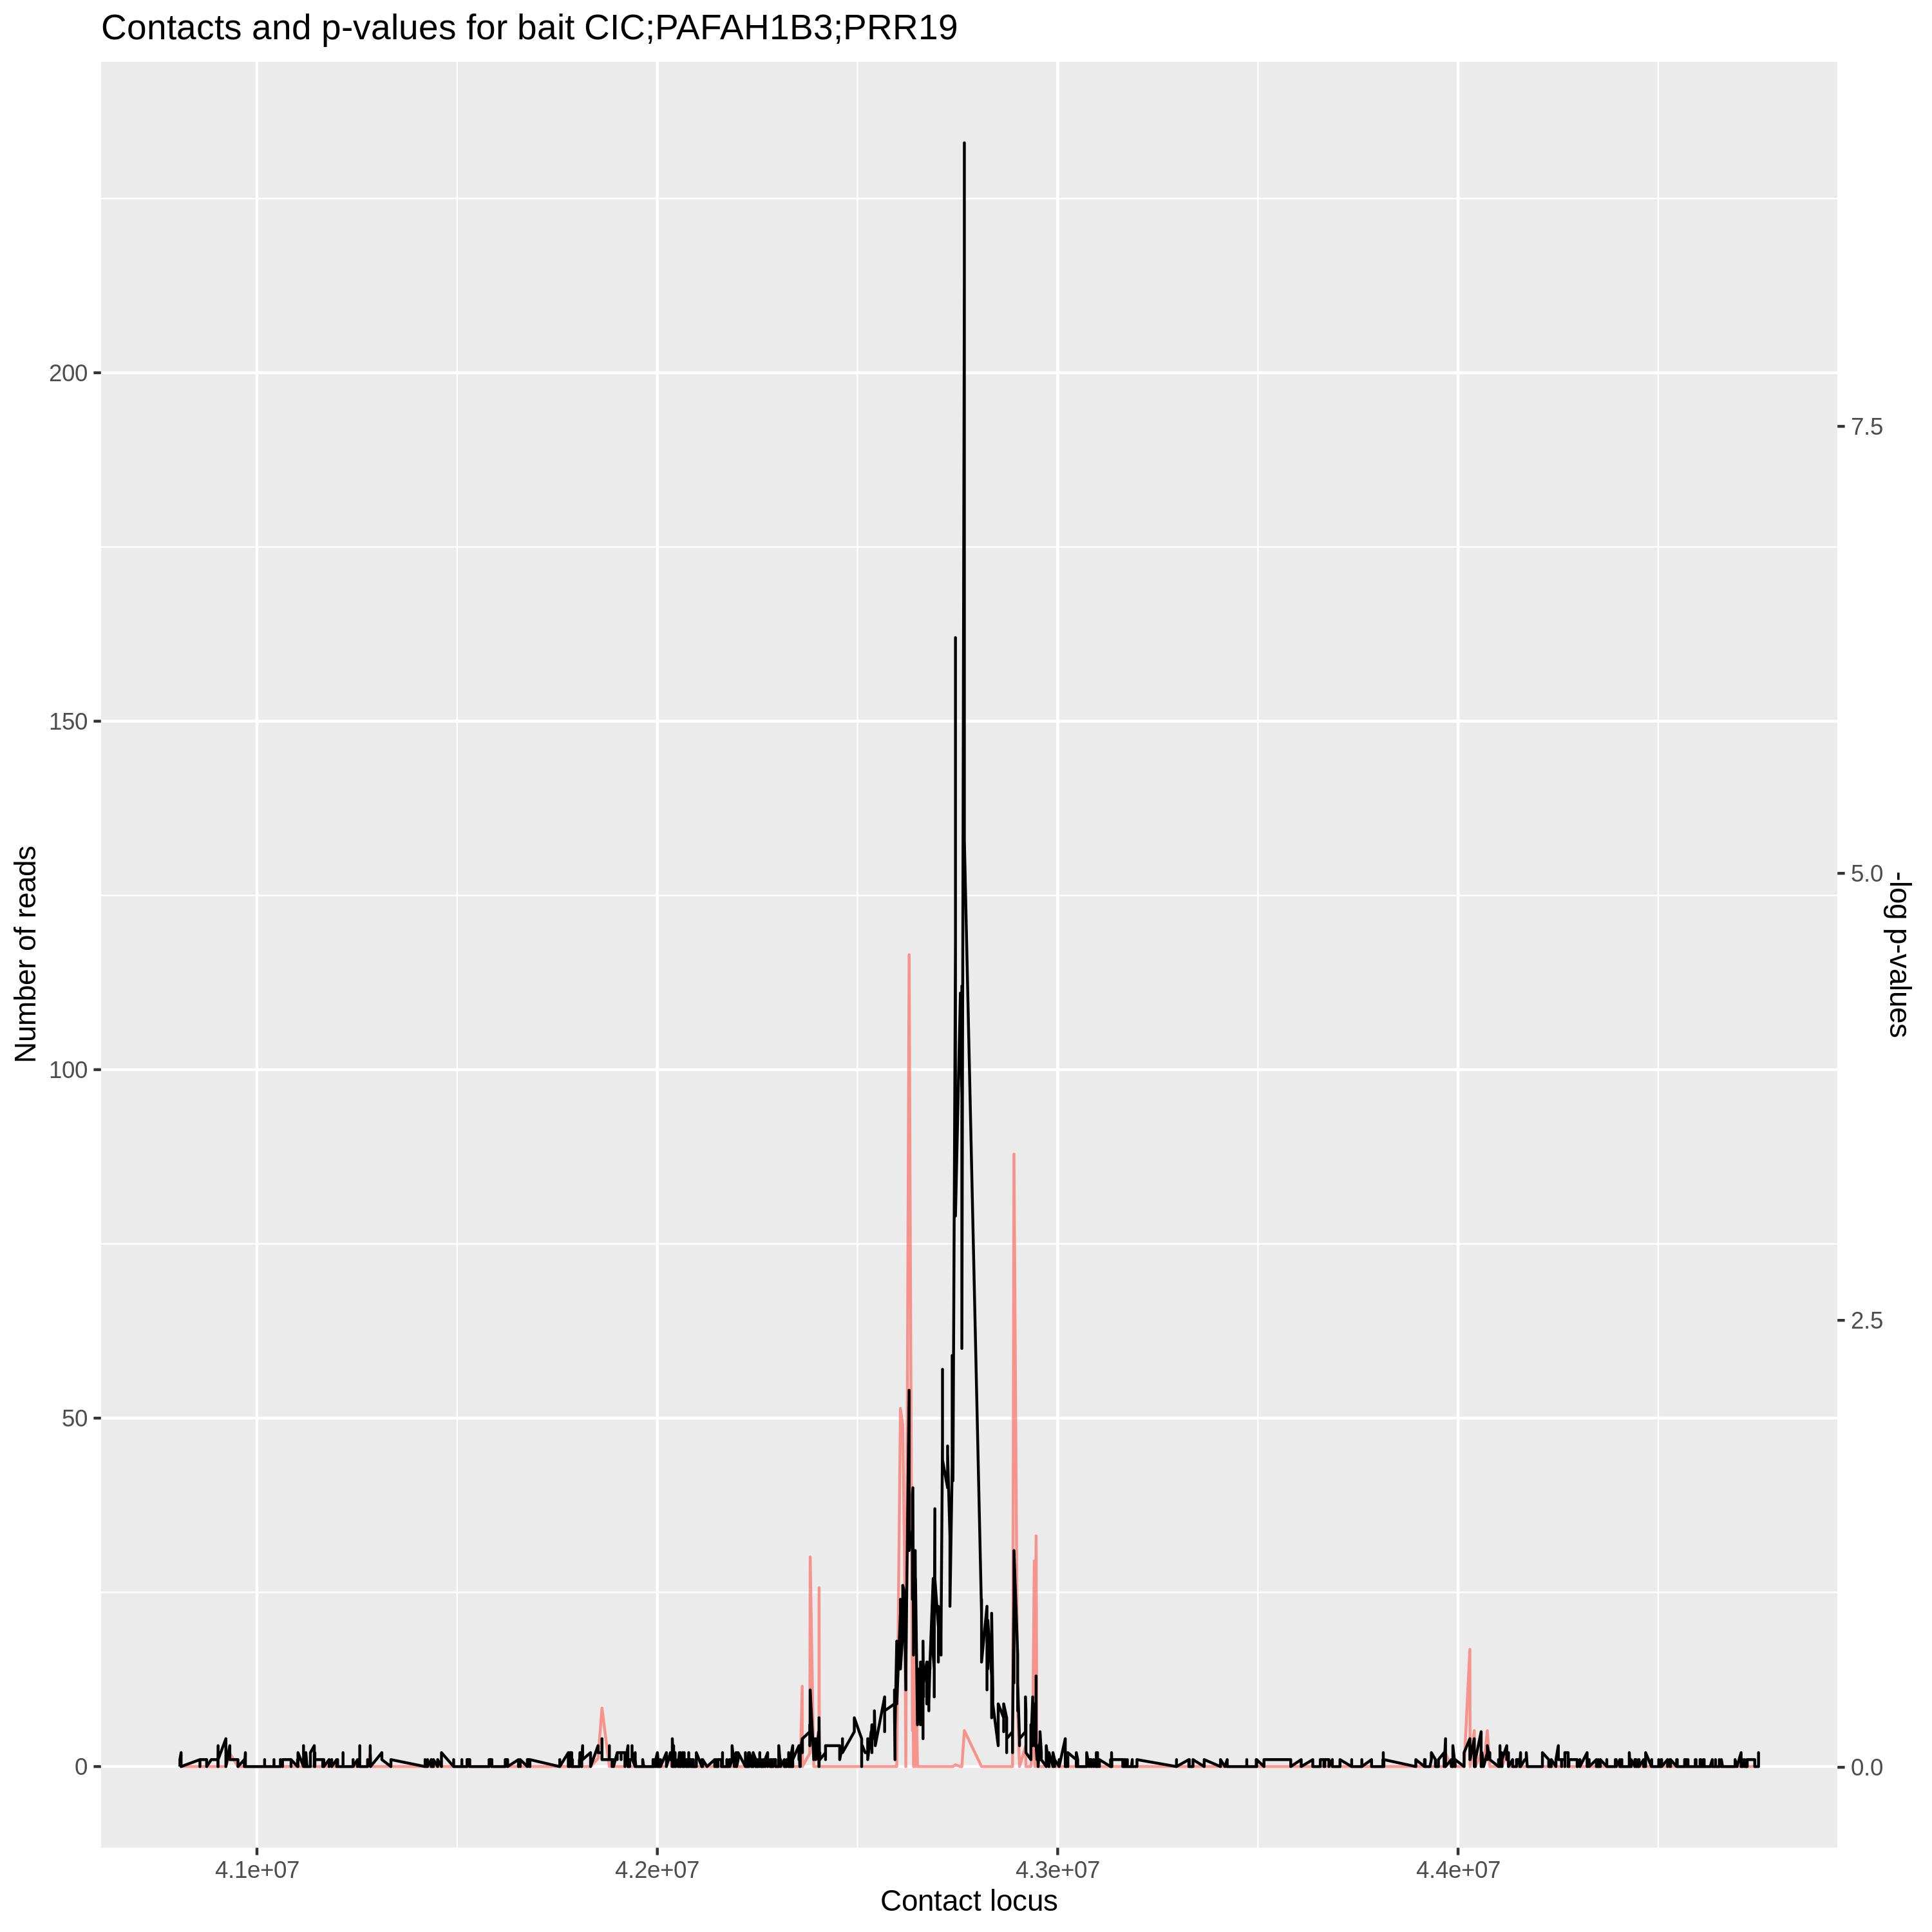 Contacts and p-values for bait CIC;PAFAH1B3;PRR19
200
150
100
50
0
Number of reads
7.5
5.0
2.5
0.0
-log p-values
4.1e+07
4.2e+07
4.3e+07
4.4e+07
Contact locus